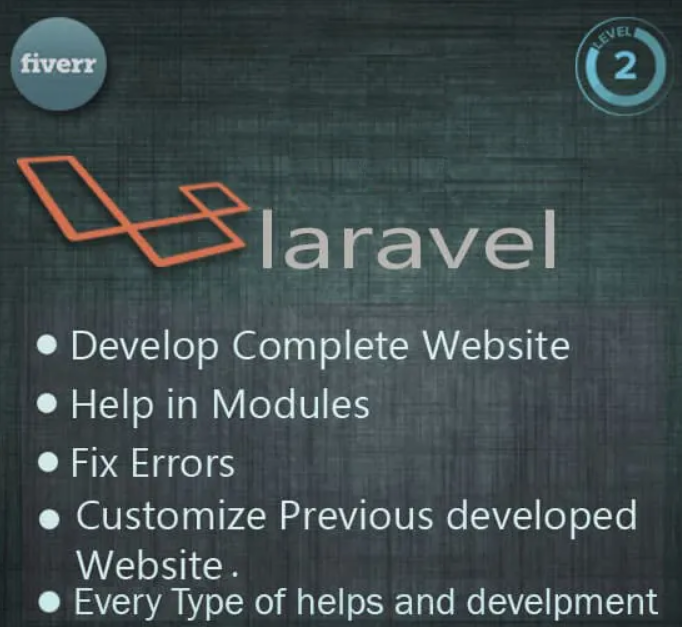 fiverr
LEVEL
2
laravel
● Develop Complete Website
● Help in Modules
● Fix Errors
● Customize Previous developed
Website .
● Every Type of helps and develpment